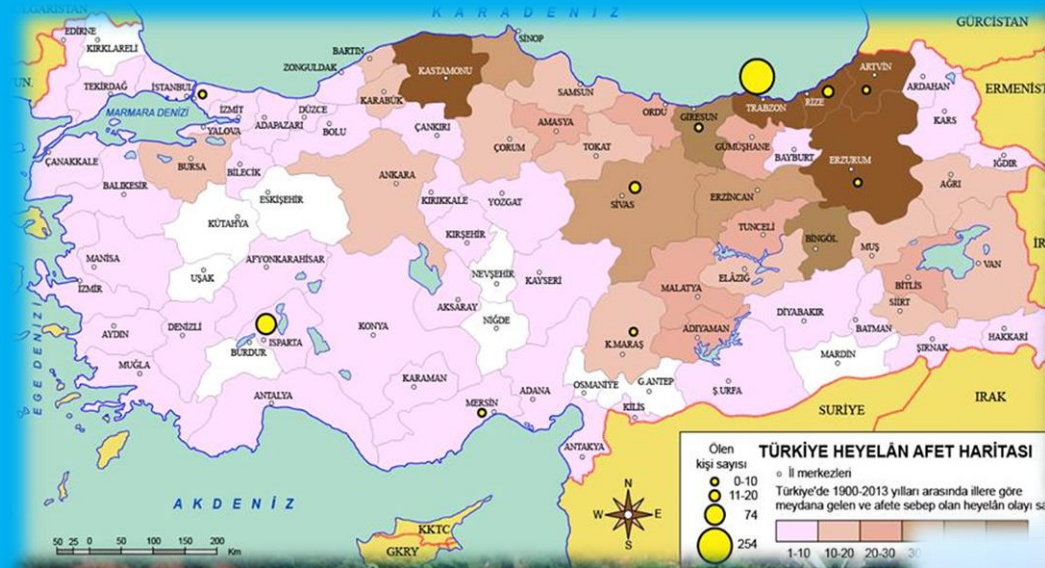 BULGARİSTAN
KARADENİZ
GÜRCİSTAN
EDİRNE
KIRKLARELİ
SİNOP
BARTIN
ZONGULDAK
KASTAMONU
ARTVİN
TEKİRDAĞ
İSTANBUL
KARABÜK
SAMSUN
TRABZON
RİZE
ARDAHAN
ERMENİST
MARMARA DENİZİ
İZMİT
DÜZCE
ADAPAZARI
BOLU
YALOVA
ÇANKIRI
AMASYA
ORDU
GİRESUN
GÜMÜŞHANE
KARS
ÇANAKKALE
BURSA
BİLECİK
ÇORUM
TOKAT
BAYBURT
ERZURUM
IĞDIR
BALIKESİR
ESKİŞEHİR
ANKARA
KIRIKKALE
YOZGAT
SİVAS
ERZİNCAN
AĞRI
KÜTAHYA
KIRŞEHİR
TUNCELİ
BİNGÖL
MUŞ
VAN
MANİSA
UŞAK
AFYONKARAHİSAR
NEVŞEHİR
KAYSERİ
ELÂZIĞ
BİTLİS
İZMİR
AKSARAY
MALATYA
SİİRT
AYDIN
DENİZLİ
ISPARTA
KONYA
NİĞDE
ADIYAMAN
DİYABAKIR
BATMAN
HAKKARİ
BURDUR
K.MARAŞ
MARDİN
ŞIRNAK
MUĞLA
KARAMAN
ADANA
OSMANİYE
G.ANTEP
Ş.URFA
EGE DENİZİ
ANTALYA
MERSİN
KİLİS
SURİYE
IRAK
ANTAKYA
AKDENİZ
KKTC
GKRY
50 25 0 50 100 150 200
Km
N
W E
S
Ölen
kişi sayısı
0-10
11-20
74
254
TÜRKİYE HEYELÂN AFET HARİTASI
İl merkezleri
Türkiye'de 1900-2013 yılları arasında illere göre
meydana gelen ve afete sebep olan heyelân olayı sa
1-10 10-20 20-30 30